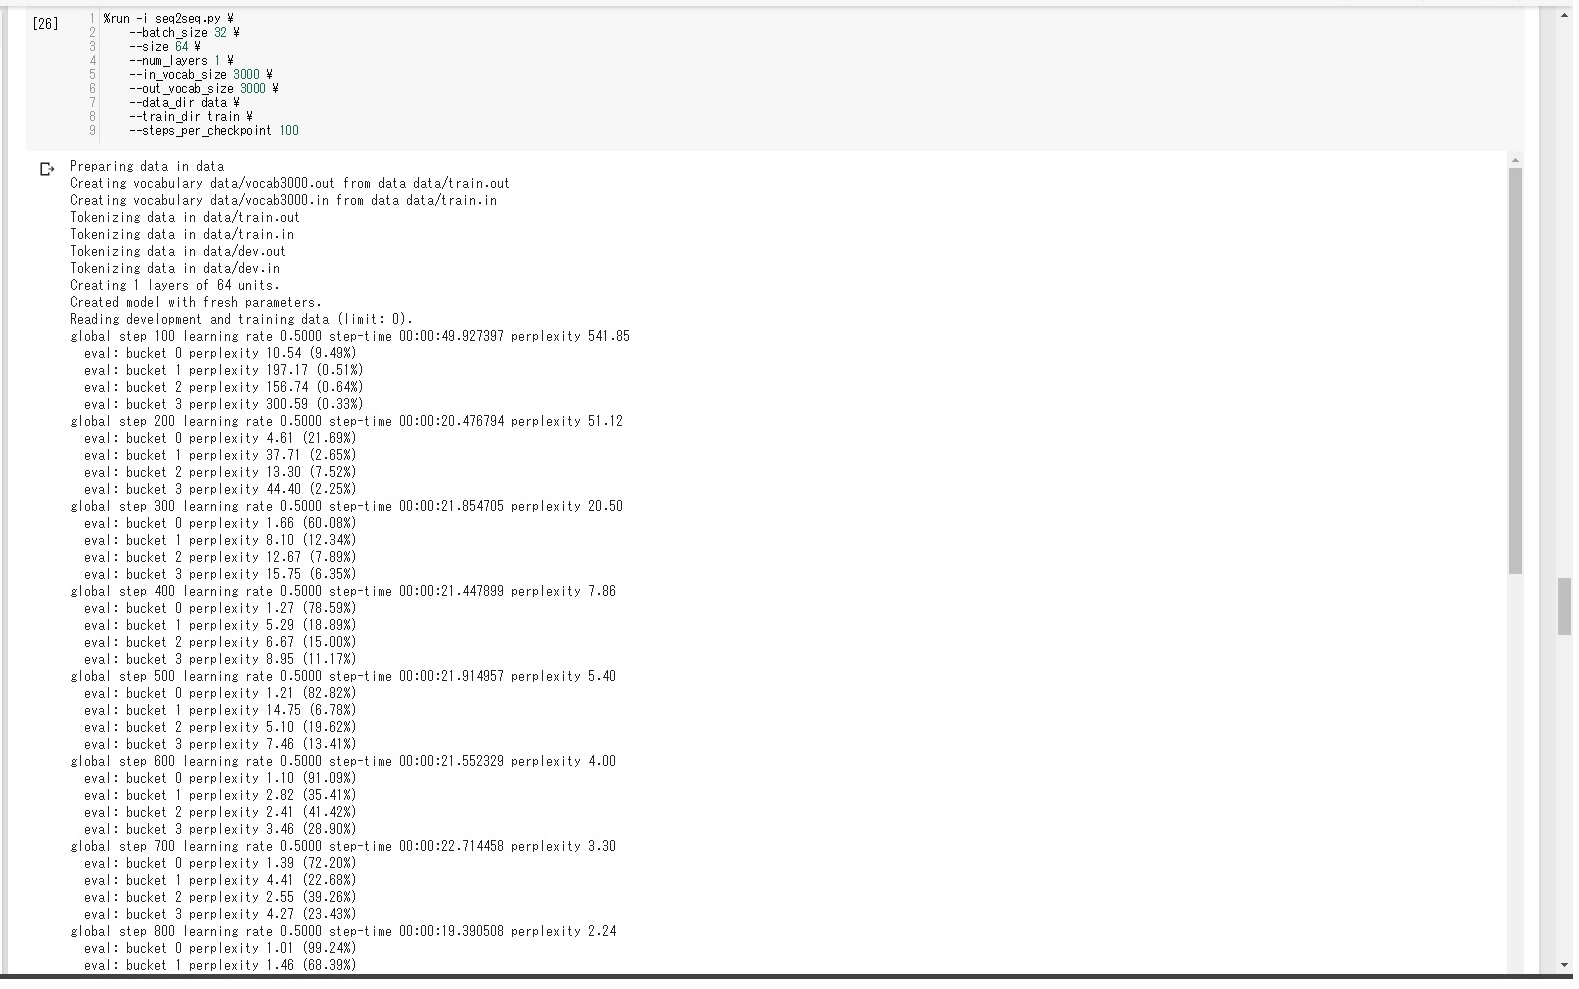 [26]
1 %run -i seq2seq.py ¥
2 --batch_size 32 ¥
3 --size 64 ¥
4 --num_layers 1 ¥
5 --in_vocab_size 3000 ¥
6 --out_vocab_size 3000 ¥
7 --data_dir data ¥
8 --train_dir train ¥
9 --steps_per_checkpoint 100
Preparing data in data
Creating vocabulary data/vocab3000.out from data data/train.out
Creating vocabulary data/vocab3000.in from data data/train.in
Tokenizing data in data/train.out
Tokenizing data in data/train.in
Tokenizing data in data/dev.out
Tokenizing data in data/dev.in
Creating 1 layers of 64 units.
Created model with fresh parameters.
Reading development and training data (limit: 0).
global step 100 learning rate 0.5000 step-time 00:00:49.927397 perplexity 541.85
eval: bucket 0 perplexity 10.54 (9.49%)
eval: bucket 1 perplexity 197.17 (0.51%)
eval: bucket 2 perplexity 156.74 (0.64%)
eval: bucket 3 perplexity 300.59 (0.33%)
global step 200 learning rate 0.5000 step-time 00:00:20.476794 perplexity 51.12
eval: bucket 0 perplexity 4.61 (21.69%)
eval: bucket 1 perplexity 37.71 (2.65%)
eval: bucket 2 perplexity 13.30 (7.52%)
eval: bucket 3 perplexity 44.40 (2.25%)
global step 300 learning rate 0.5000 step-time 00:00:21.854705 perplexity 20.50
eval: bucket 0 perplexity 1.66 (60.08%)
eval: bucket 1 perplexity 8.10 (12.34%)
eval: bucket 2 perplexity 12.67 (7.89%)
eval: bucket 3 perplexity 15.75 (6.35%)
global step 400 learning rate 0.5000 step-time 00:00:21.447899 perplexity 7.86
eval: bucket 0 perplexity 1.27 (78.59%)
eval: bucket 1 perplexity 5.29 (18.89%)
eval: bucket 2 perplexity 6.67 (15.00%)
eval: bucket 3 perplexity 8.95 (11.17%)
global step 500 learning rate 0.5000 step-time 00:00:21.914957 perplexity 5.40
eval: bucket 0 perplexity 1.21 (82.82%)
eval: bucket 1 perplexity 14.75 (6.78%)
eval: bucket 2 perplexity 5.10 (19.62%)
eval: bucket 3 perplexity 7.46 (13.41%)
global step 600 learning rate 0.5000 step-time 00:00:21.552329 perplexity 4.00
eval: bucket 0 perplexity 1.10 (91.09%)
eval: bucket 1 perplexity 2.82 (35.41%)
eval: bucket 2 perplexity 2.41 (41.42%)
eval: bucket 3 perplexity 3.46 (28.90%)
global step 700 learning rate 0.5000 step-time 00:00:22.714458 perplexity 3.30
eval: bucket 0 perplexity 1.39 (72.20%)
eval: bucket 1 perplexity 4.41 (22.68%)
eval: bucket 2 perplexity 2.55 (39.26%)
eval: bucket 3 perplexity 4.27 (23.43%)
global step 800 learning rate 0.5000 step-time 00:00:19.390508 perplexity 2.24
eval: bucket 0 perplexity 1.01 (99.24%)
eval: bucket 1 perplexity 1.46 (68.39%)